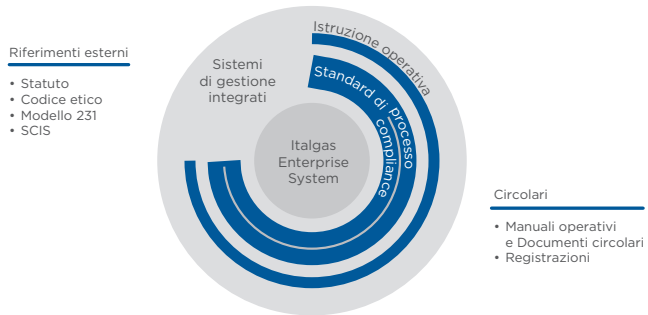 Riferimenti esterni
• Statuto
• Codice etico
• Modello 231
• SCIS
Sistemi
di gestione
integrati
Istruzione operativa
Standard di processo
compliance
Italgas
Enterprise
System
Circolari
• Manuali operativi
e Documenti circolari
• Registrazioni